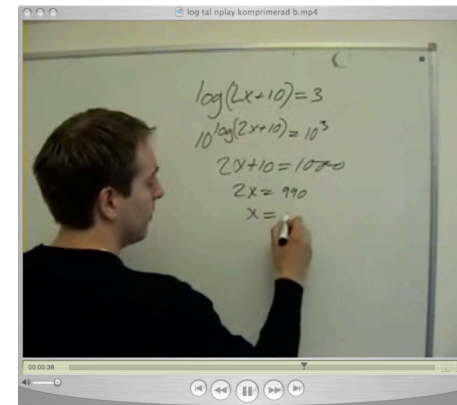 log tal nplay komprimerad b.mp4
log(2x+10)=3
10^log(2x+10)=10^3
2x+10=1000
2x=990
x=
00:00:38